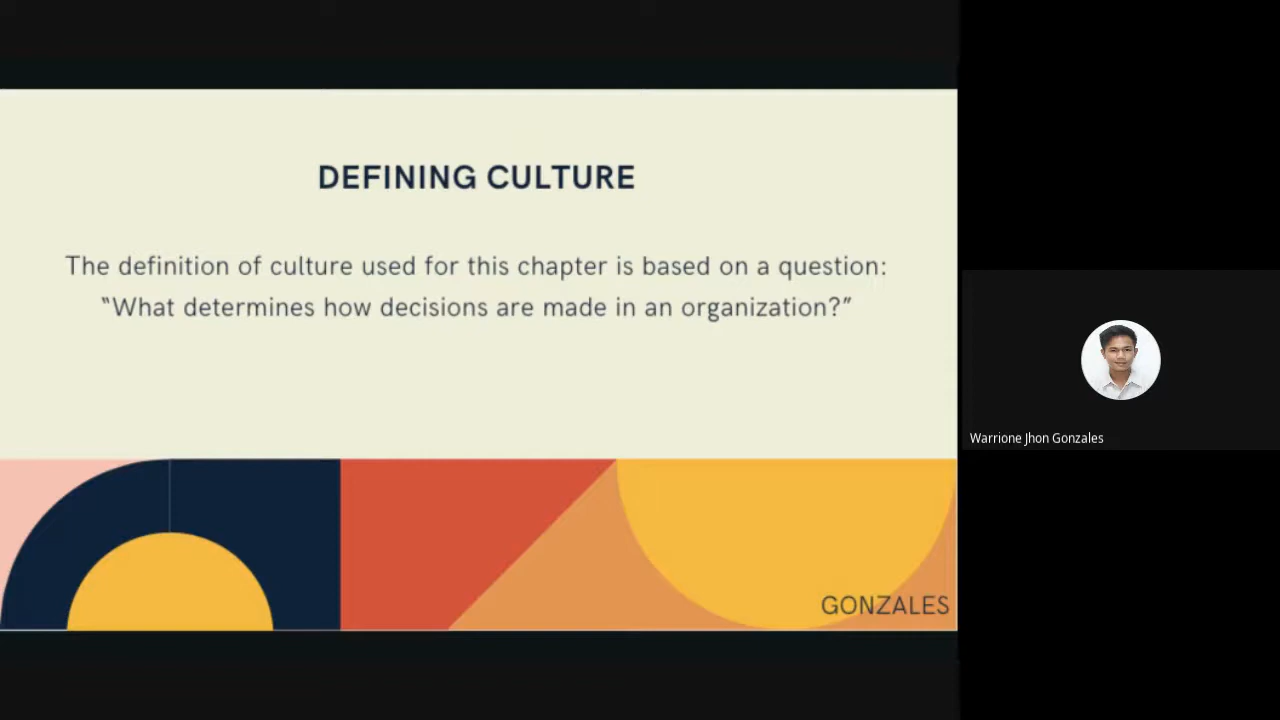 DEFINING CULTURE
The definition of culture used for this chapter is based on a question:
“What determines how decisions are made in an organization?”
GONZALES
Warrione Jhon Gonzales